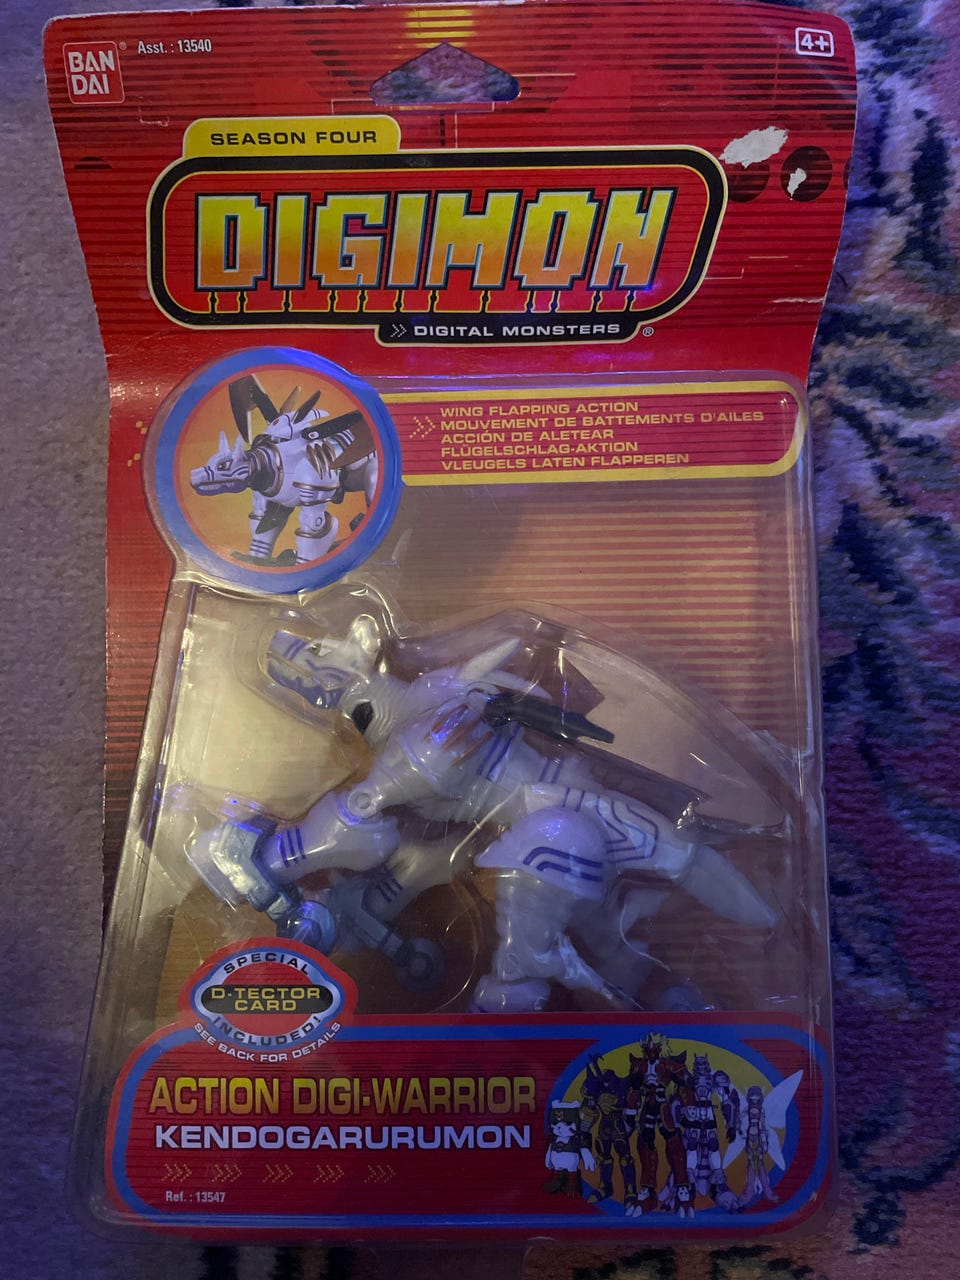 BAN
DAI
®
Asst. : 13540
4+
SEASON FOUR
DIGIMON
DIGITAL MONSTERS ®
WING FLAPPING ACTION
MOUVEMENT DE BATTEMENTS D'AILES
ACCIÓN DE ALETEAR
FLÜGELSCHLAG-AKTION
VLEUGELS LATEN FLAPPEREN
SPECIAL
D-TECTOR
CARD
INCLUDED!
SEE BACK FOR DETAILS
ACTION DIGI-WARRIOR
KENDOGARURUMON
Ref. : 13547